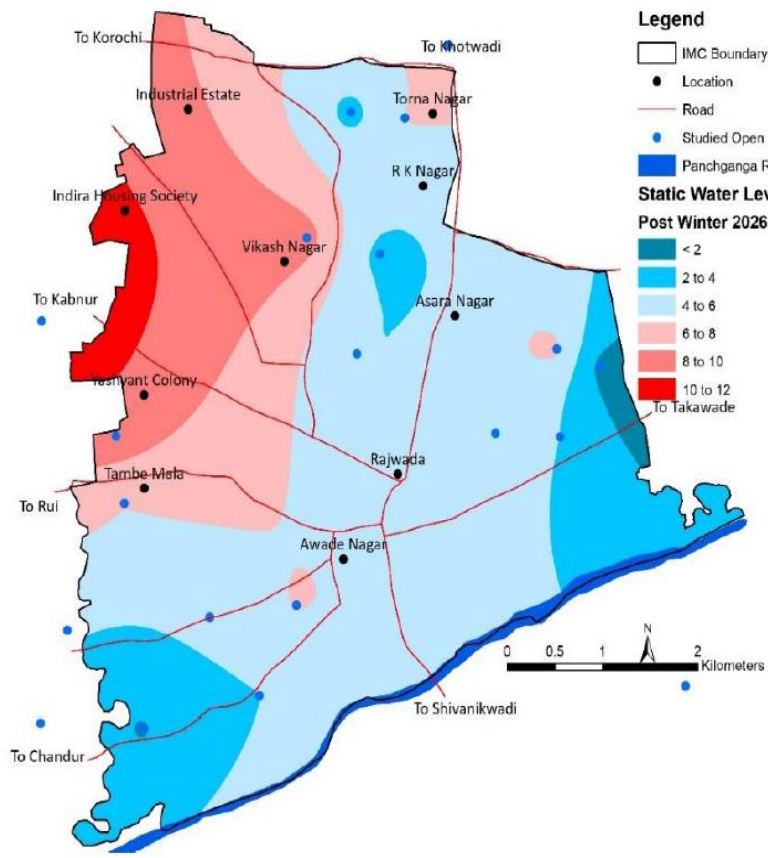 To Korochi
To Khotwadi
Industrial Estate
Torna Nagar
R K Nagar
Indira Housing Society
Vikash Nagar
To Kabnur
Asara Nagar
Yashvant Colony
To Takawade
Rajwada
Tambe Mala
To Rui
Awade Nagar
To Shivanikwadi
To Chandur
N
0 0.5 1 2
Kilometers
Legend
IMC Boundary
Location
Road
Studied Open
Panchganga R
Static Water Lev
Post Winter 2026
< 2
2 to 4
4 to 6
6 to 8
8 to 10
10 to 12